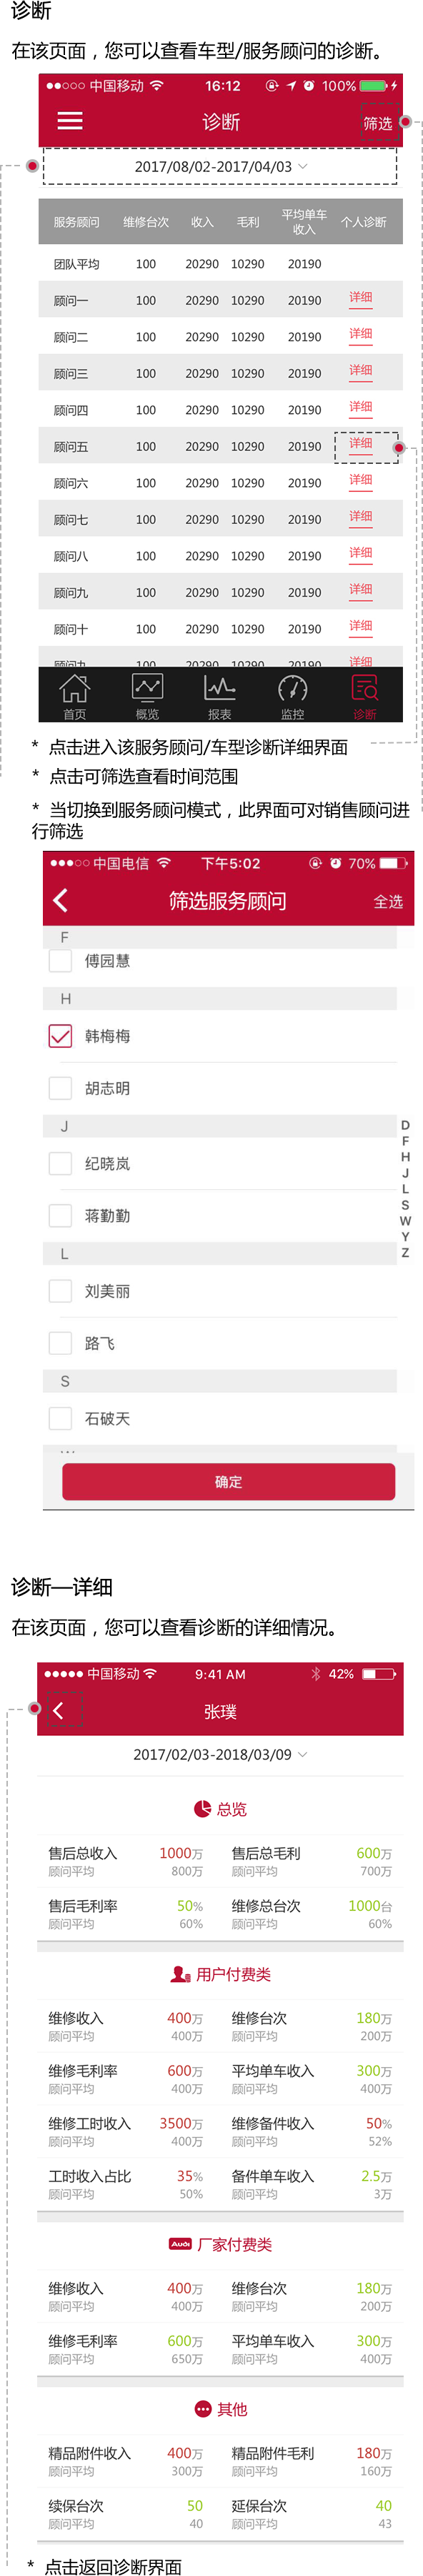 诊断
在该页面，您可以查看车型/服务顾问的诊断。
中国移动 16:12 100%
诊断 筛选
2017/08/02-2017/04/03
服务顾问 维修台次 收入 毛利 平均单车收入 个人诊断
团队平均 100 20290 10290 20190
顾问一 100 20290 10290 20190 详细
顾问二 100 20290 10290 20190 详细
顾问三 100 20290 10290 20190 详细
顾问四 100 20290 10290 20190 详细
顾问五 100 20290 10290 20190 详细
顾问六 100 20290 10290 20190 详细
顾问七 100 20290 10290 20190 详细
顾问八 100 20290 10290 20190 详细
顾问九 100 20290 10290 20190 详细
顾问十 100 20290 10290 20190 详细
顾问九 100 20290 10290 20190 详细
首页 概览 报表 监控 诊断
* 点击进入该服务顾问/车型诊断详细界面
* 点击可筛选查看时间范围
* 当切换到服务顾问模式，此界面可对销售顾问进
行筛选
中国电信 下午5:02 70%
筛选服务顾问 全选
F
傅园慧
H
韩梅梅
胡志明
J
纪晓岚
蒋勤勤
L
刘美丽
路飞
S
石破天
D
F
H
J
L
S
W
Y
Z
确定
诊断—详细
在该页面，您可以查看诊断的详细情况。
中国移动 9:41 AM 42%
张璞
2017/02/03-2018/03/09
总览
售后总收入 1000万 售后总毛利 600万
顾问平均 800万 顾问平均 700万
售后毛利率 50% 维修总台次 1000台
顾问平均 60% 顾问平均 60%
用户付费类
维修收入 400万 维修台次 180万
顾问平均 400万 顾问平均 200万
维修毛利率 600万 平均单车收入 300万
顾问平均 400万 顾问平均 400万
维修工时收入 3500万 维修备件收入 50%
顾问平均 400万 顾问平均 52%
工时收入占比 35% 备件单车收入 2.5万
顾问平均 50% 顾问平均 3万
Audi 厂家付费类
维修收入 400万 维修台次 180万
顾问平均 400万 顾问平均 200万
维修毛利率 600万 平均单车收入 300万
顾问平均 650万 顾问平均 400万
其他
精品附件收入 400万 精品附件毛利 180万
顾问平均 300万 顾问平均 160万
续保台次 50 延保台次 40
顾问平均 40 顾问平均 43
* 点击返回诊断界面